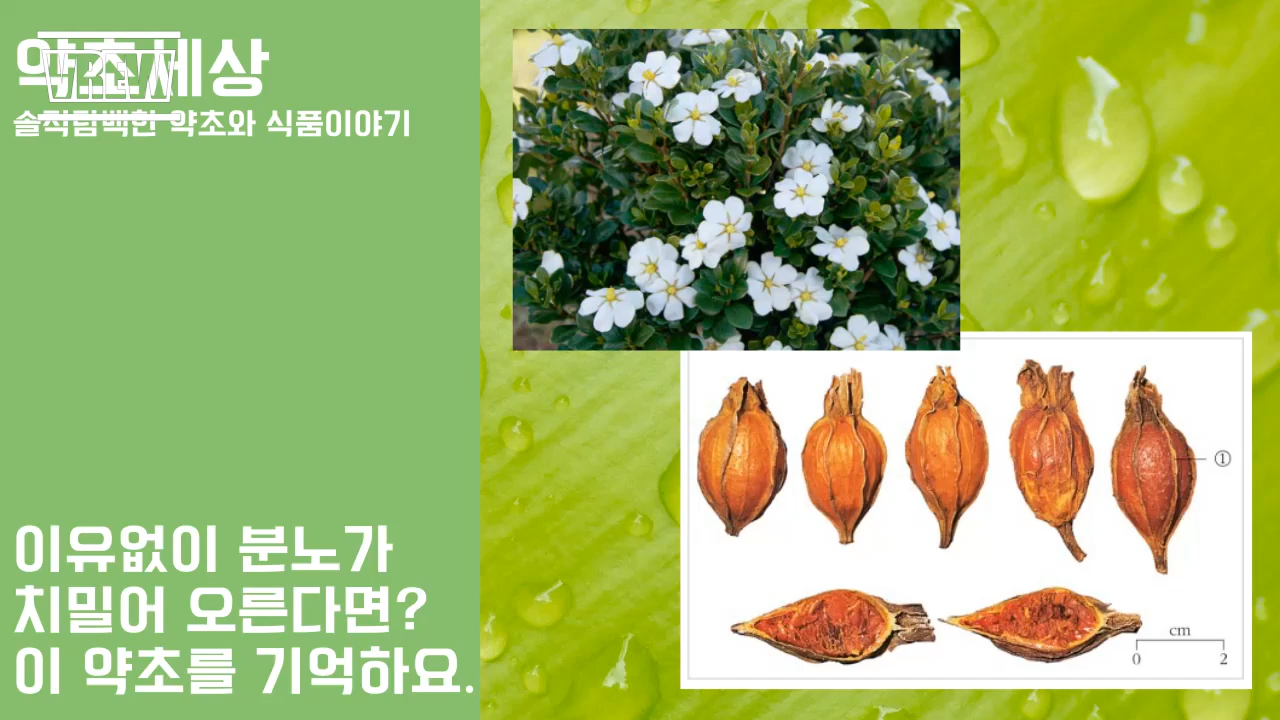 약초세상
VIEW
솔직담백한 약초와 식품이야기
이유없이 분노가
치밀어 오른다면?
이 약초를 기억하요.
①
cm
0 2